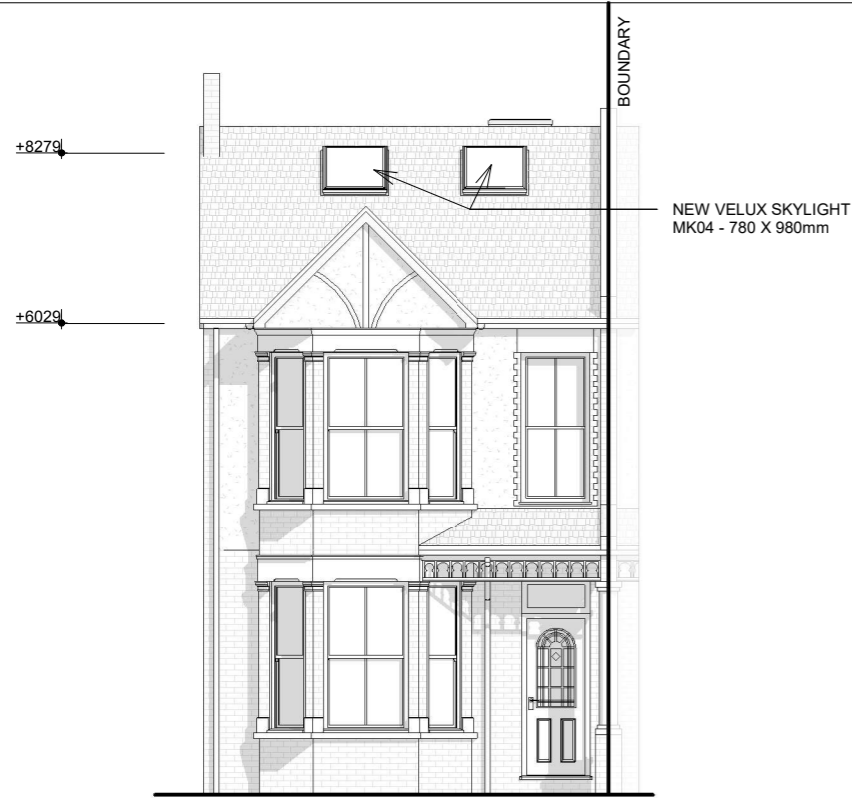 BOUNDARY
+8279
NEW VELUX SKYLIGHT
MK04 - 780 X 980mm
+6029